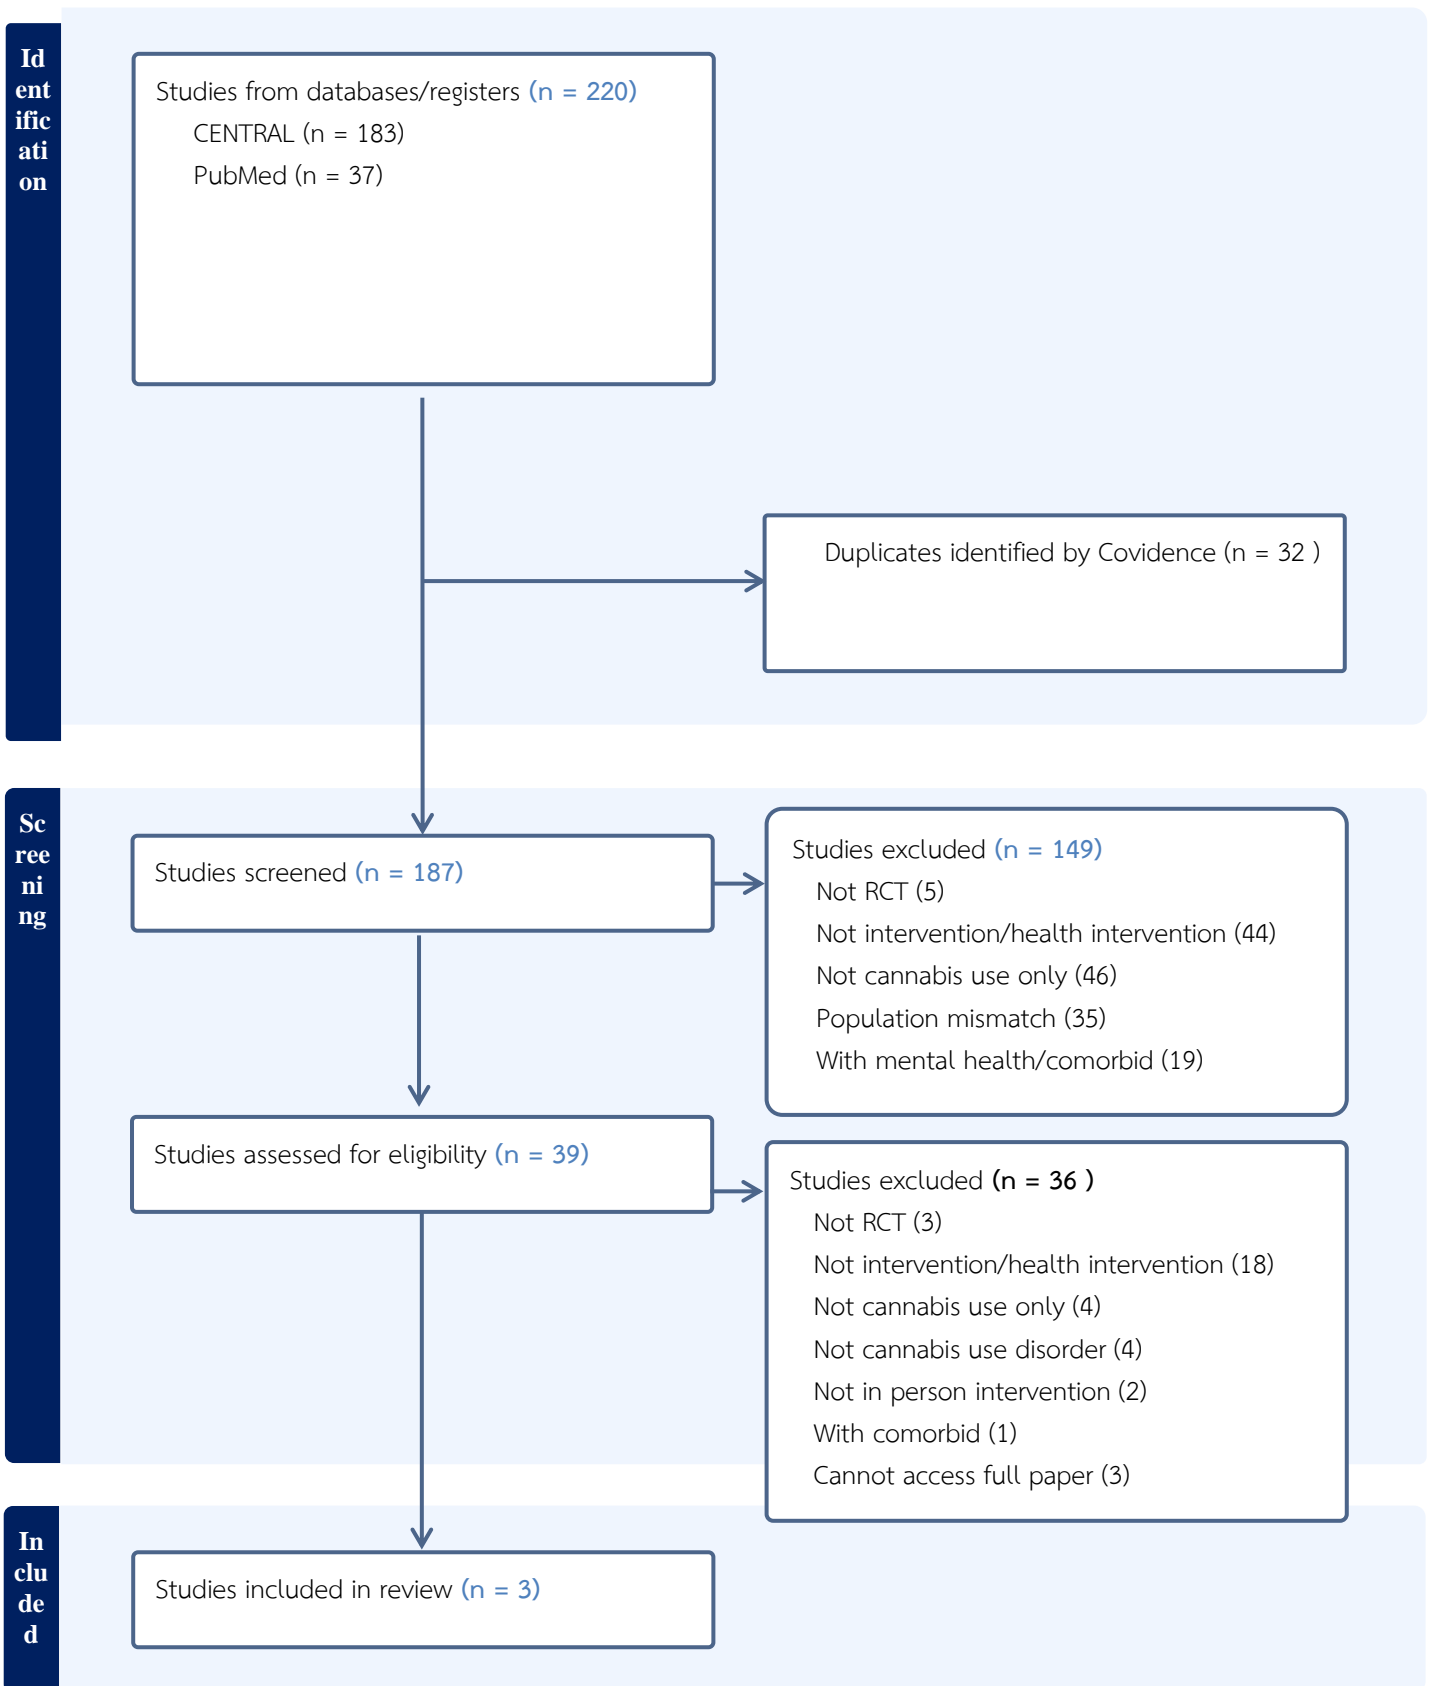 Id
ent
ific
ati
on
Studies from databases/registers (n = 220)
CENTRAL (n = 183)
PubMed (n = 37)
Duplicates identified by Covidence (n = 32 )
Sc
ree
ni
ng
Studies screened (n = 187)
Studies excluded (n = 149)
Not RCT (5)
Not intervention/health intervention (44)
Not cannabis use only (46)
Population mismatch (35)
With mental health/comorbid (19)
Studies assessed for eligibility (n = 39)
Studies excluded (n = 36 )
Not RCT (3)
Not intervention/health intervention (18)
Not cannabis use only (4)
Not cannabis use disorder (4)
Not in person intervention (2)
With comorbid (1)
Cannot access full paper (3)
In
clu
de
d
Studies included in review (n = 3)